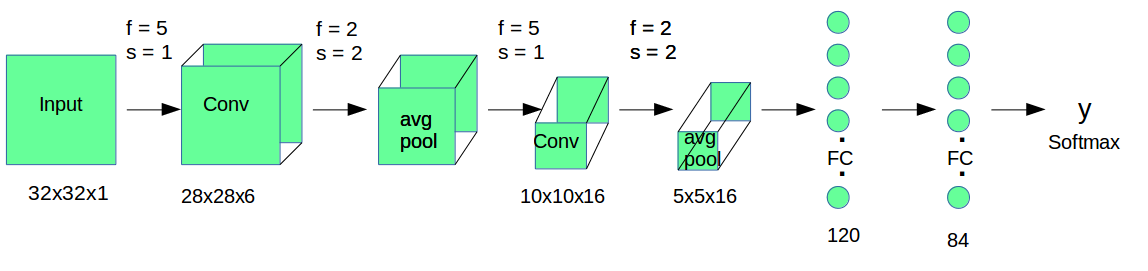 f = 5
s = 1
f = 2
s = 2
f = 5
s = 1
f = 2
s = 2
Input
Conv
avg
pool
Conv
avg
pool
FC
FC
y
Softmax
32x32x1
28x28x6
10x10x16
5x5x16
120
84